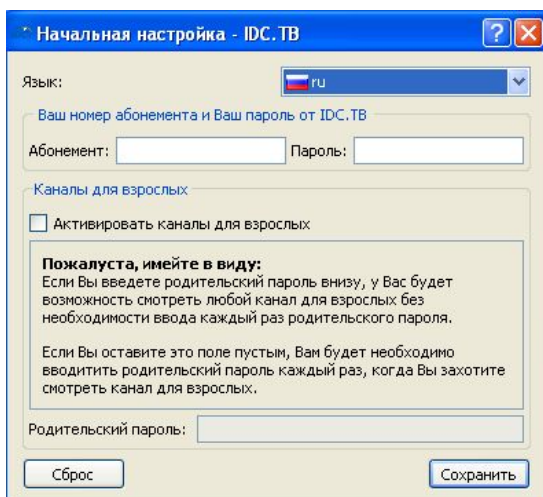 Начальная настройка - IDC.ТВ
Язык: ru
Ваш номер абонемента и Ваш пароль от IDC.ТВ
Абонемент: Пароль:
Каналы для взрослых
Активировать каналы для взрослых
Пожалуста, имейте в виду:
Если Вы введете родительский пароль внизу, у Вас будет
возможность смотреть любой канал для взрослых без
необходимости ввода каждый раз родительского пароля.
Если Вы оставите это поле пустым, Вам будет необходимо
вводитить родительский пароль каждый раз, когда Вы захотите
смотреть канал для взрослых.
Родительский пароль:
Сброс Сохранить